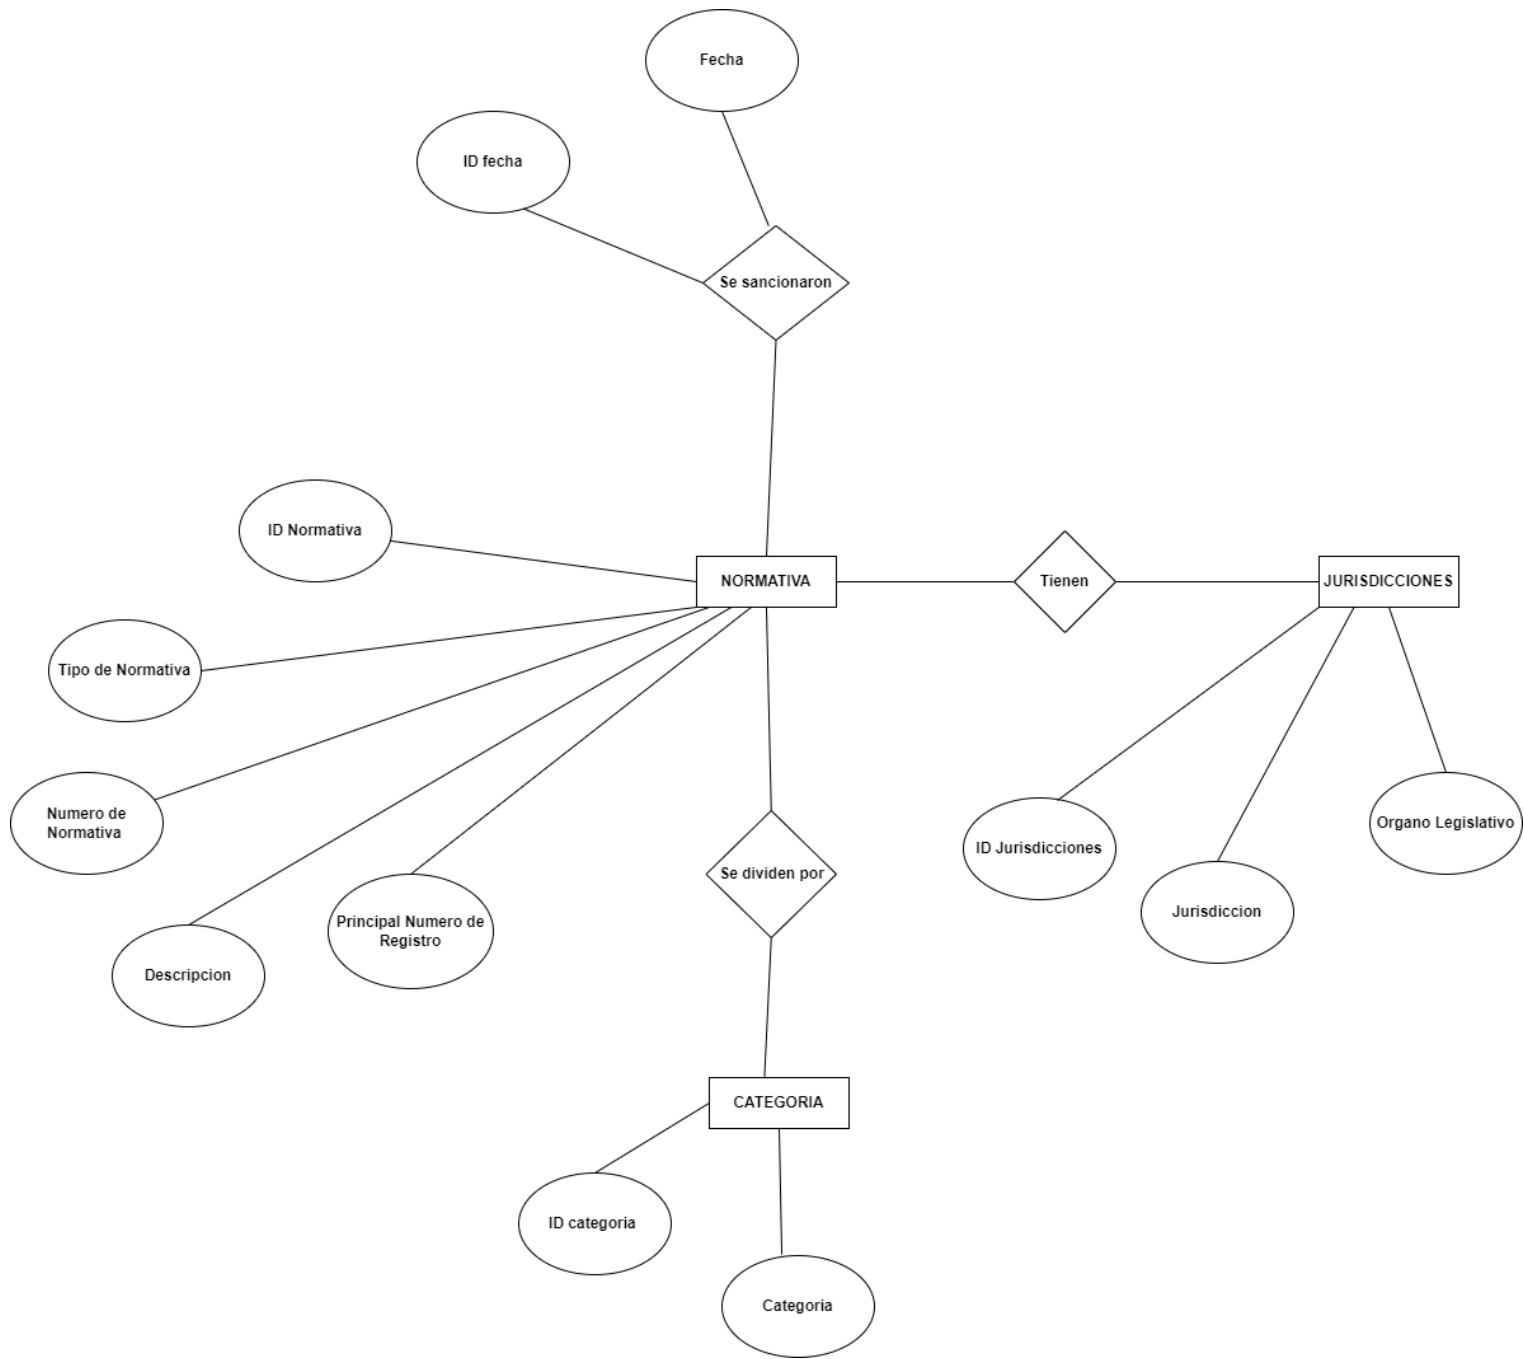 Fecha
ID fecha
Se sancionaron
ID Normativa
NORMATIVA
Tienen
JURISDICCIONES
Tipo de Normativa
Numero de
Normativa
Organo Legislativo
ID Jurisdicciones
Se dividen por
Jurisdiccion
Principal Numero de
Registro
Descripcion
CATEGORIA
ID categoria
Categoria